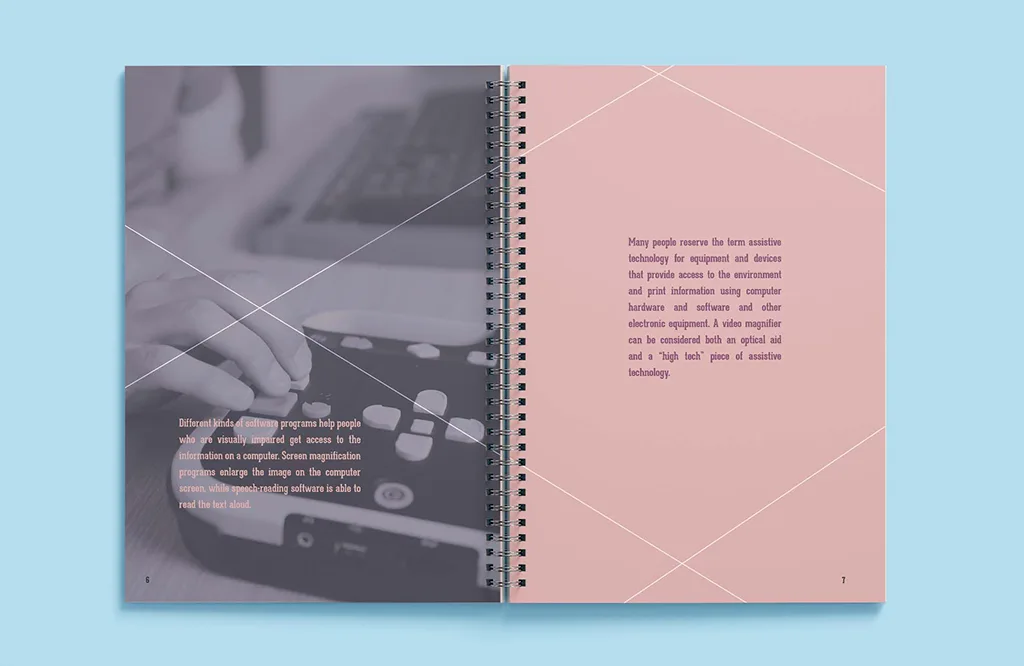 Different kinds of software programs help people
who are visually impaired get access to the
information on a computer. Screen magnification
programs enlarge the image on the computer
screen, while speech-reading software is able to
read the text aloud.
6
Many people reserve the term assistive
technology for equipment and devices
that provide access to the environment
and print information using computer
hardware and software and other
electronic equipment. A video magnifier
can be considered both an optical aid
and a “high tech” piece of assistive
technology.
7